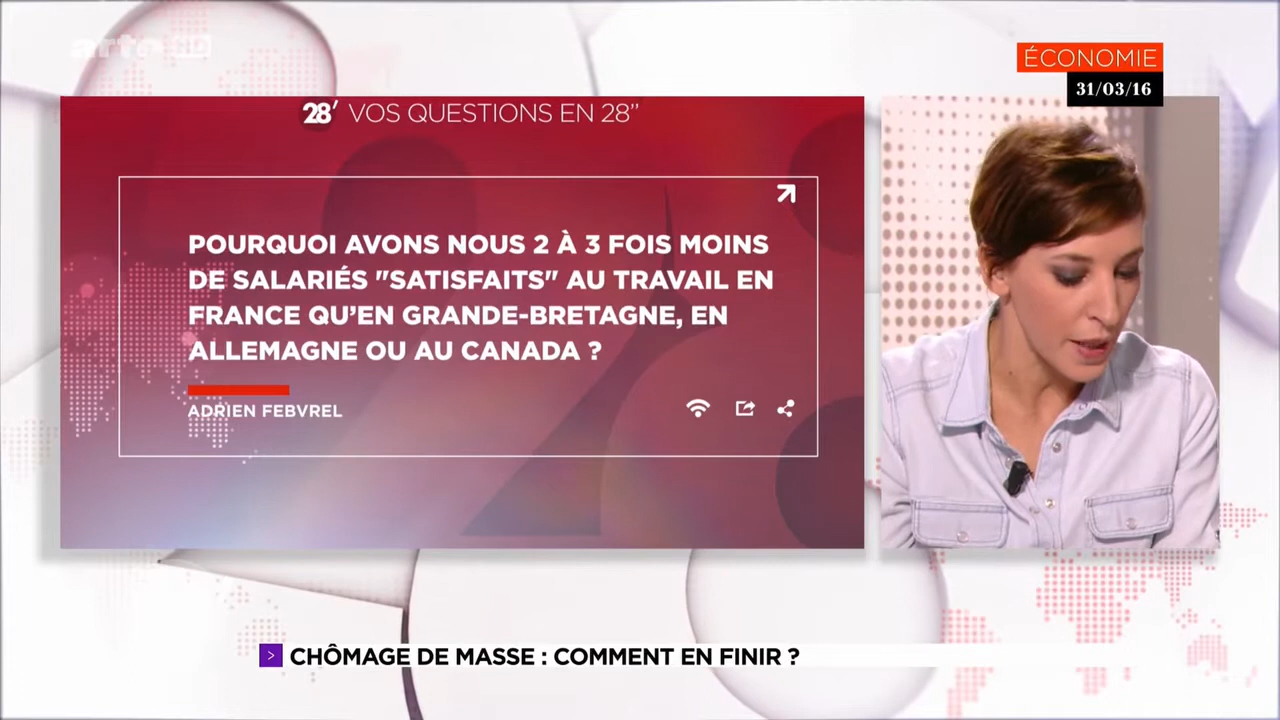 arte HD
ÉCONOMIE
31/03/16
28' VOS QUESTIONS EN 28"
POURQUOI AVONS NOUS 2 À 3 FOIS MOINS
DE SALARIÉS "SATISFAITS" AU TRAVAIL EN
FRANCE QU'EN GRANDE-BRETAGNE, EN
ALLEMAGNE OU AU CANADA ?
ADRIEN FEBVREL
CHÔMAGE DE MASSE : COMMENT EN FINIR ?